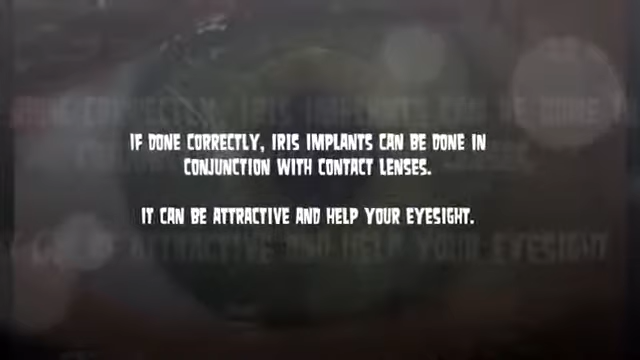 IF DONE CORRECTLY, IRIS IMPLANTS CAN BE DONE IN
CONJUNCTION WITH CONTACT LENSES.
IT CAN BE ATTRACTIVE AND HELP YOUR EYESIGHT.